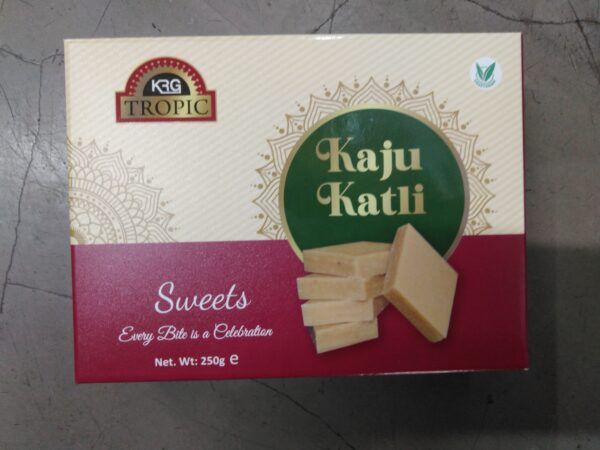 KRG
TROPIC
Kaju
Katli
Sweets
Every Bite is a Celebration
Net. Wt: 250g e